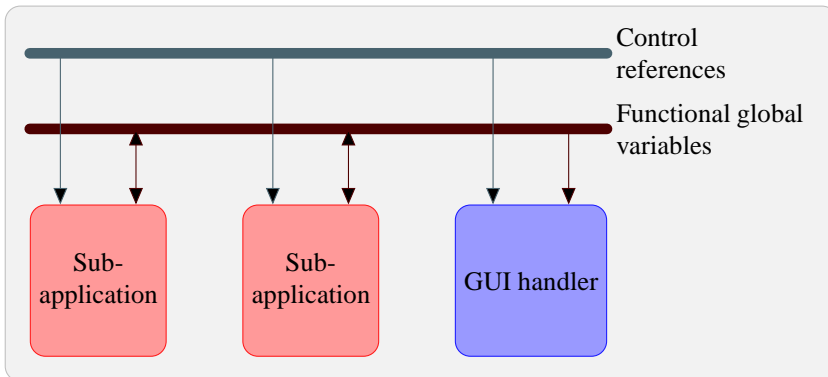 Control
references
Functional global
variables
Sub-
application
Sub-
application
GUI handler